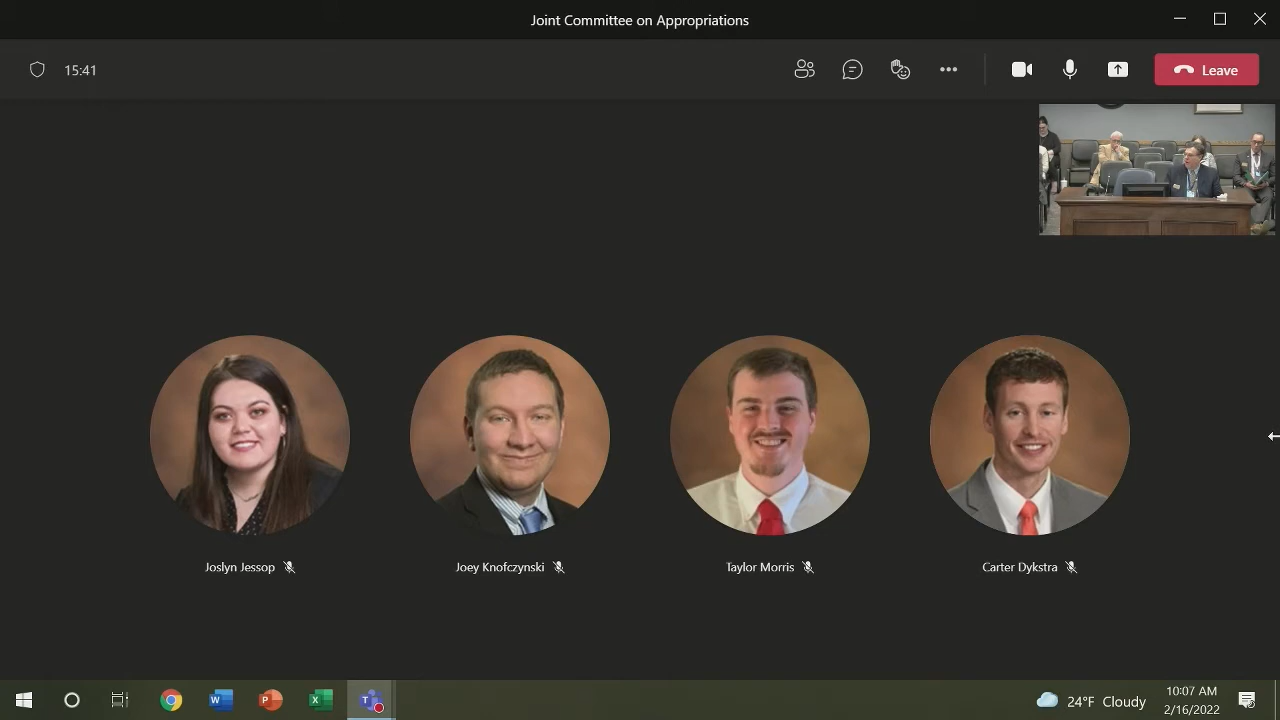 Joint Committee on Appropriations
15:41
Leave
Joslyn Jessop
Joey Knofczynski
Taylor Morris
Carter Dykstra
W
P
X
T
24°F Cloudy
10:07 AM
2/16/2022